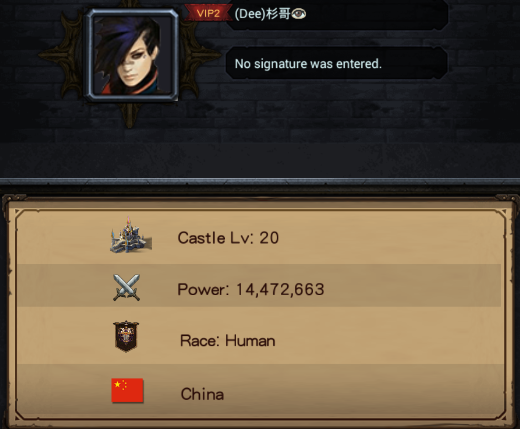 VIP2 (Dee)杉哥👁
No signature was entered.
Castle Lv: 20
Power: 14,472,663
Race: Human
China